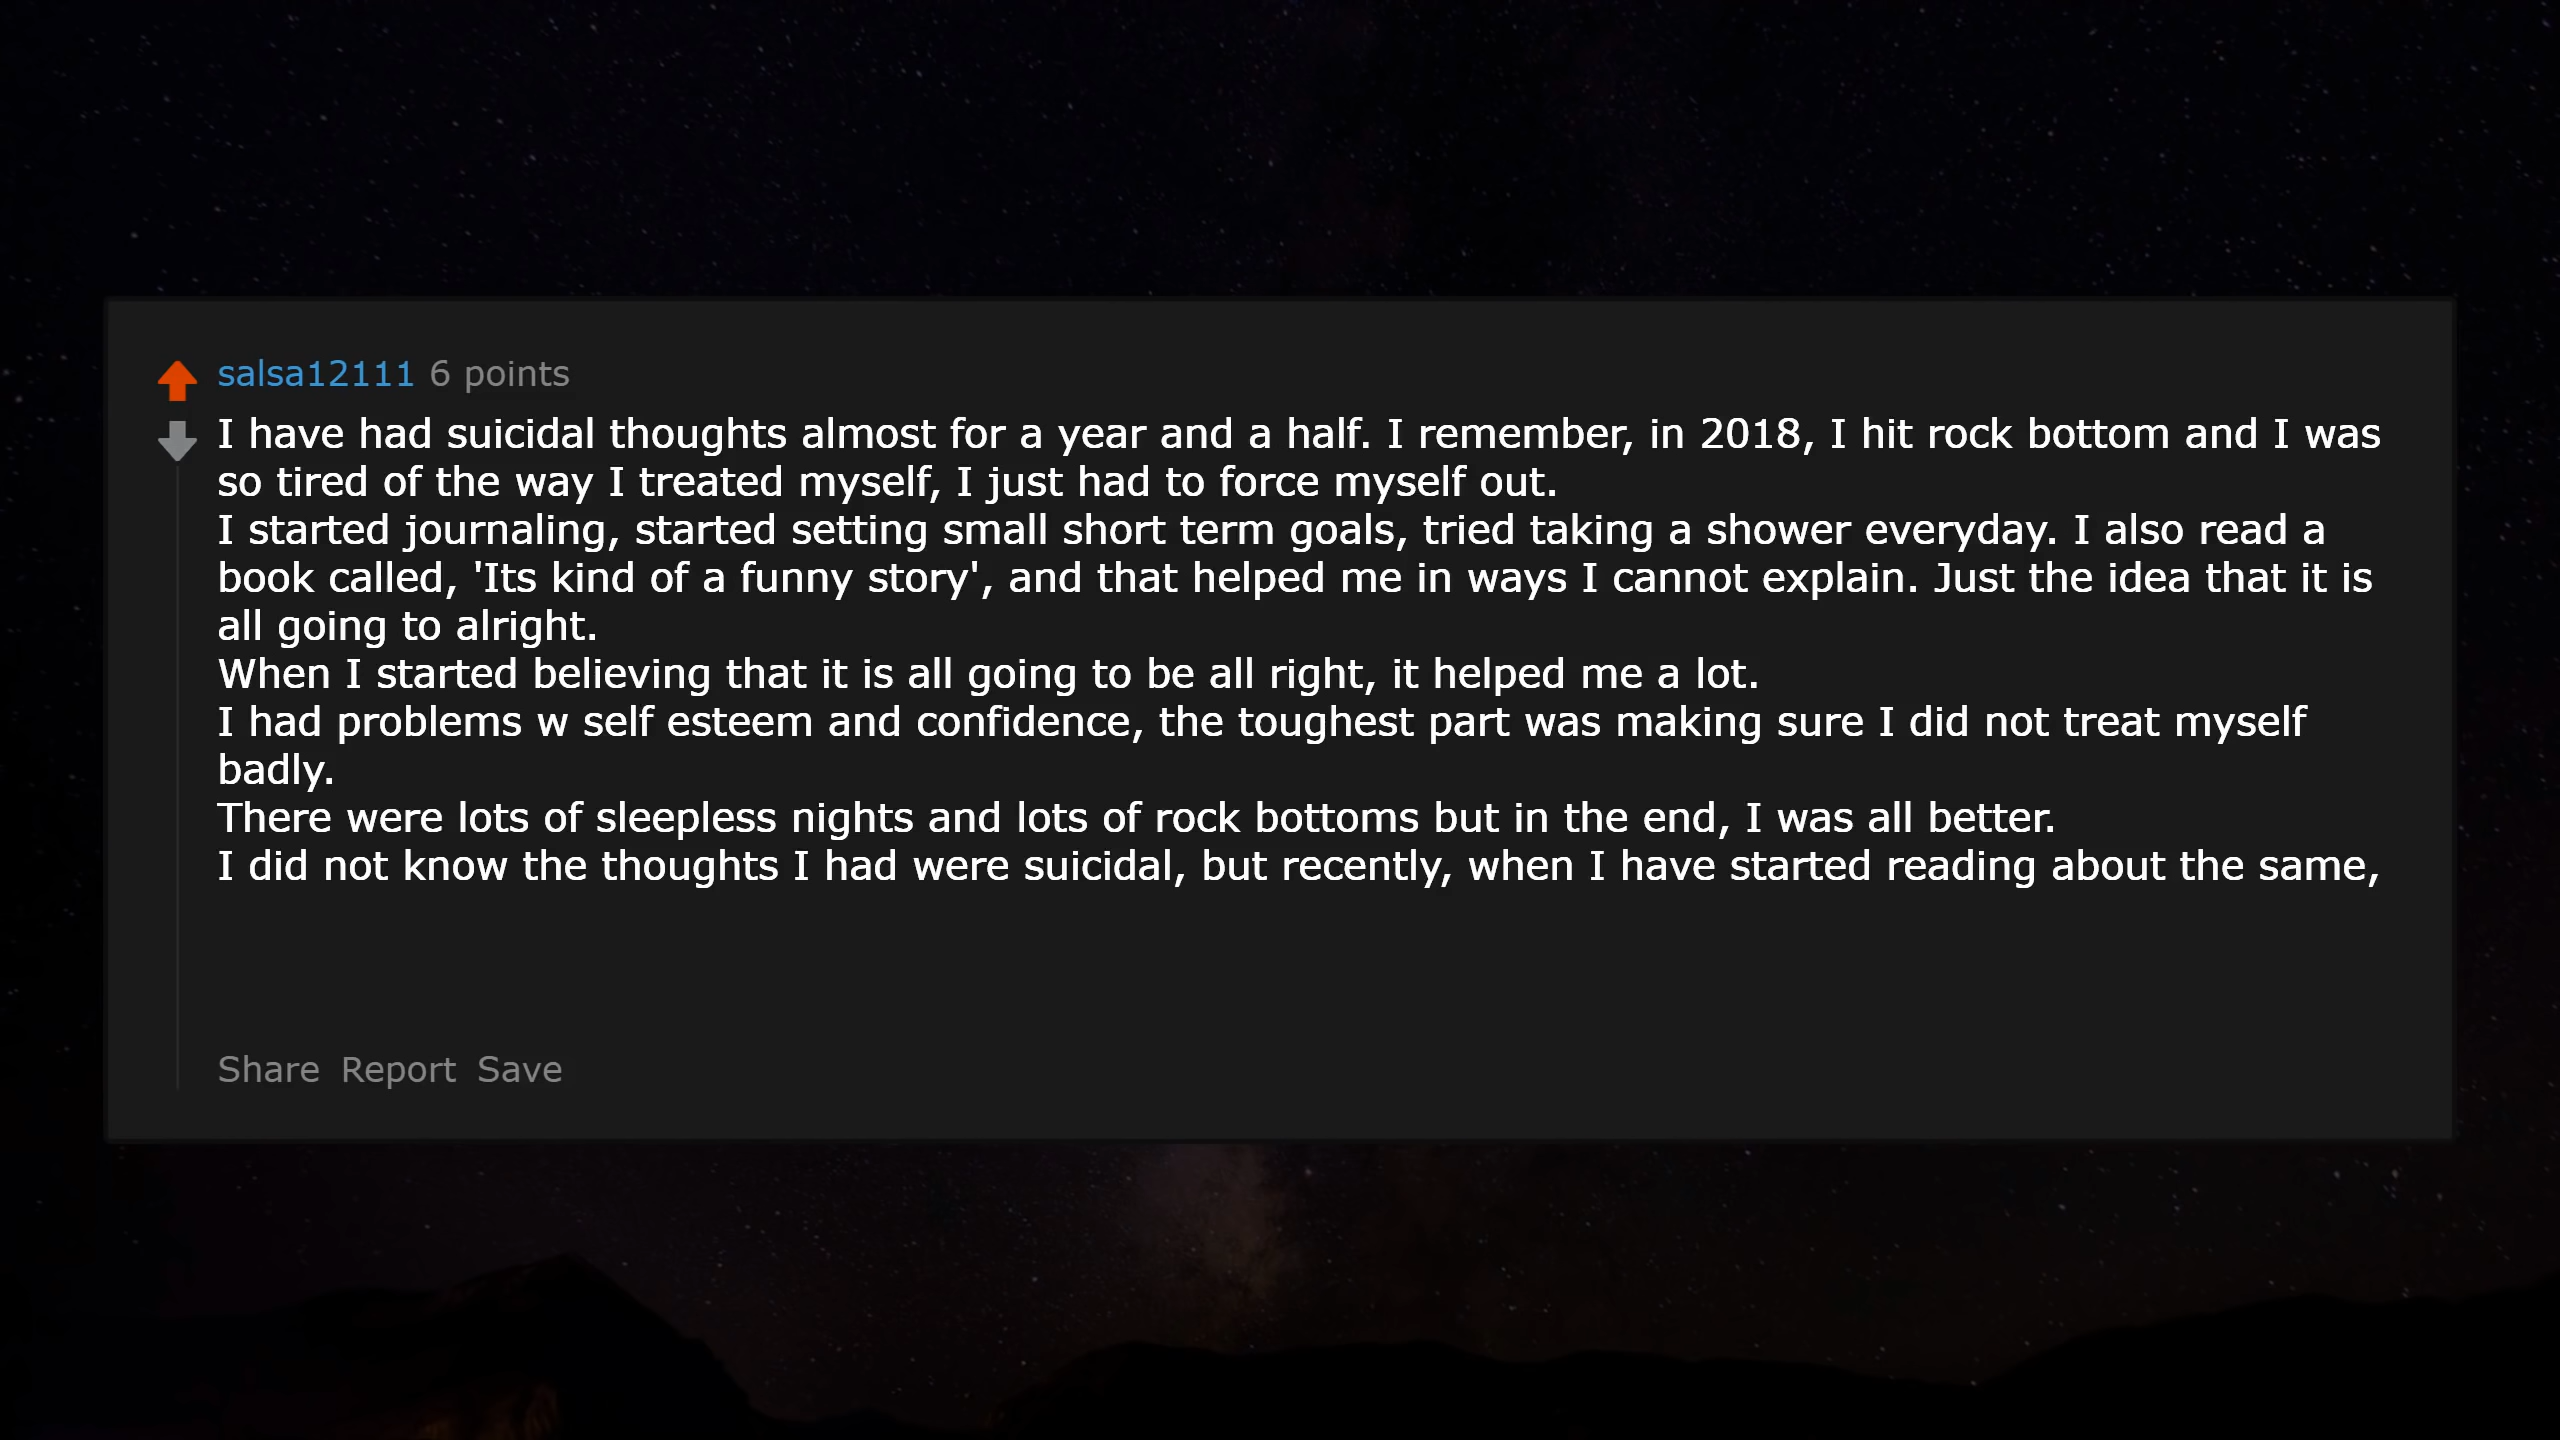 salsa12111 6 points
I have had suicidal thoughts almost for a year and a half. I remember, in 2018, I hit rock bottom and I was
so tired of the way I treated myself, I just had to force myself out.
I started journaling, started setting small short term goals, tried taking a shower everyday. I also read a
book called, 'Its kind of a funny story', and that helped me in ways I cannot explain. Just the idea that it is
all going to alright.
When I started believing that it is all going to be all right, it helped me a lot.
I had problems w self esteem and confidence, the toughest part was making sure I did not treat myself
badly.
There were lots of sleepless nights and lots of rock bottoms but in the end, I was all better.
I did not know the thoughts I had were suicidal, but recently, when I have started reading about the same,
Share Report Save